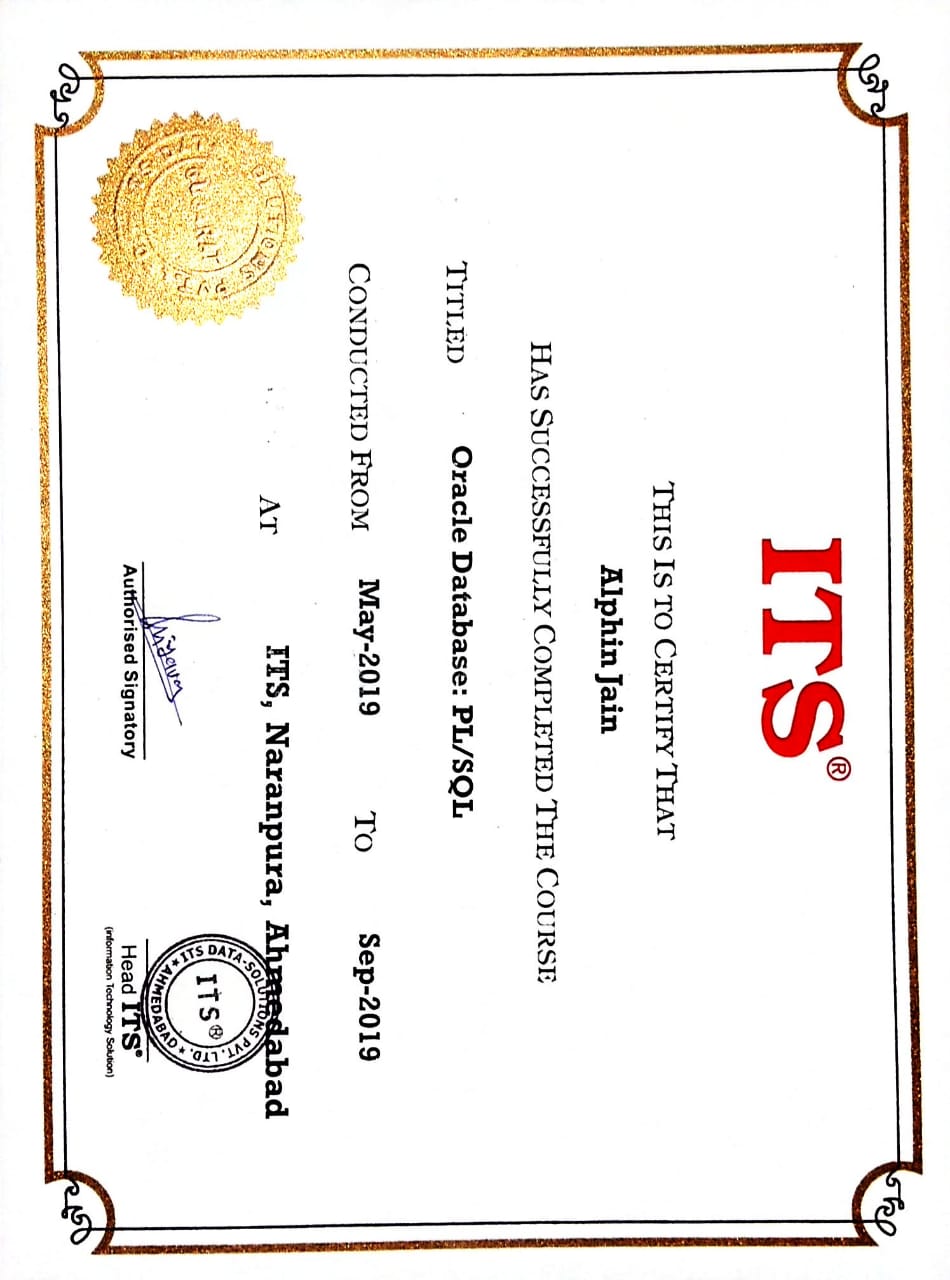 ITS®
THIS IS TO CERTIFY THAT
Alphin Jain
HAS SUCCESSFULLY COMPLETED THE COURSE
TITLED Oracle Database: PL/SQL
CONDUCTED FROM May-2019 TO Sep-2019
AT ITS, Naranpura, Ahmedabad
SOLUTIONS PVT.
GUJARAT
ITS DATA-SOLUTIONS PVT. LTD.
ITS®
★ AHMEDABAD ★
Authorised Signatory
Head ITS®
(information Technology Solution)